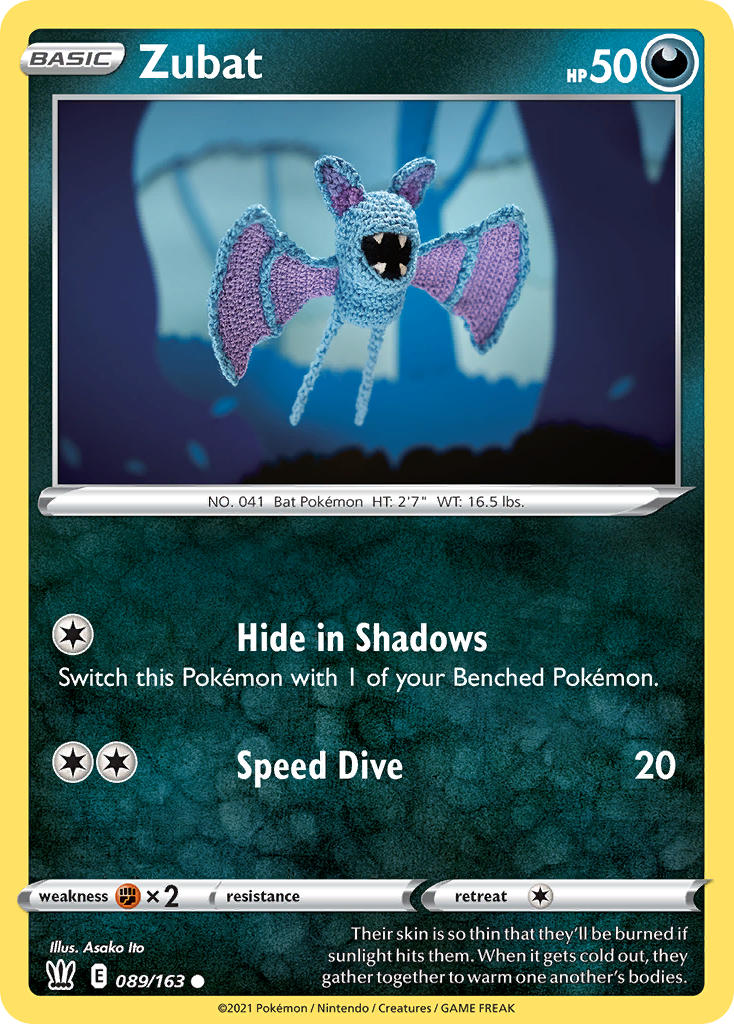 BASIC Zubat HP 50
NO. 041 Bat Pokémon HT: 2'7" WT: 16.5 lbs.
Hide in Shadows
Switch this Pokémon with 1 of your Benched Pokémon.
Speed Dive 20
weakness ×2 resistance retreat
Illus. Asako Ito
E 089/163
Their skin is so thin that they'll be burned if
sunlight hits them. When it gets cold out, they
gather together to warm one another's bodies.
©2021 Pokémon / Nintendo / Creatures / GAME FREAK